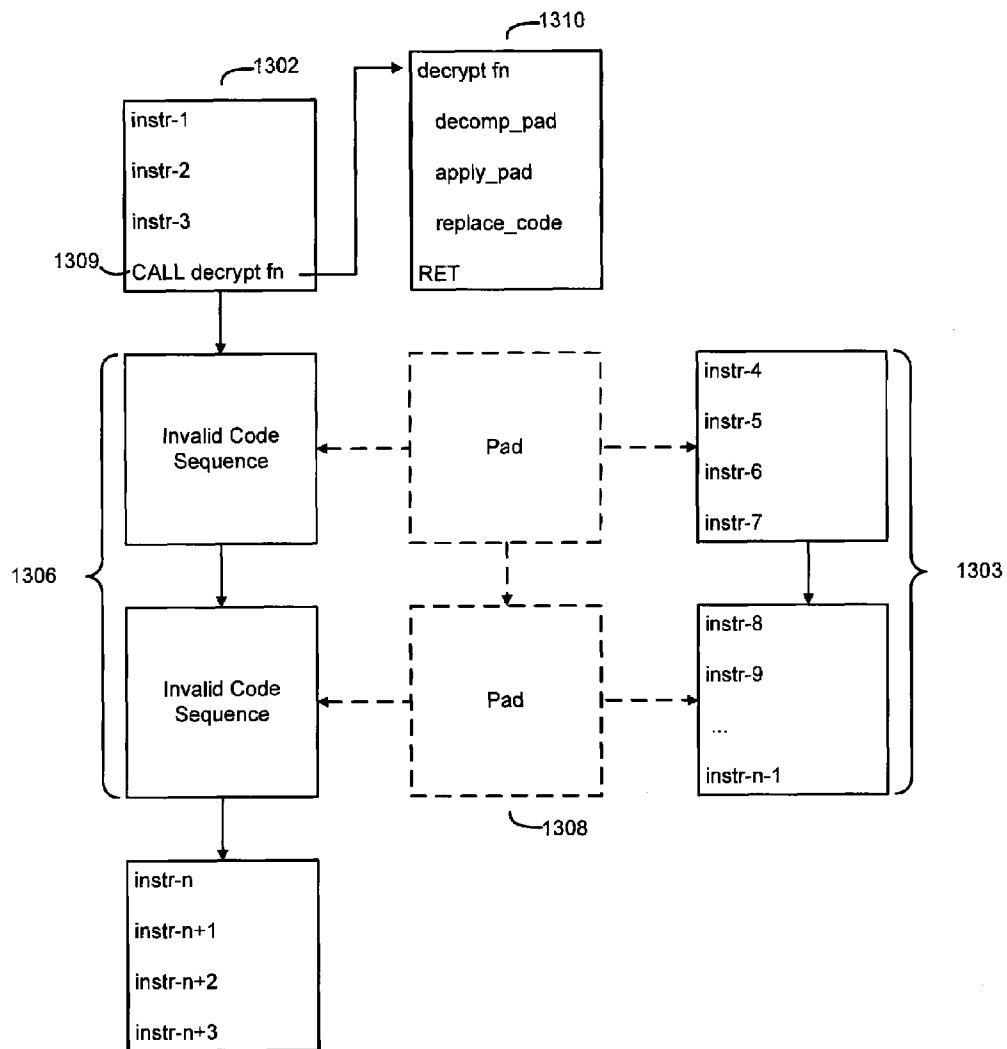 1310
1302
decrypt fn
decomp_pad
apply_pad
replace_code
RET
instr-1
instr-2
instr-3
1309
CALL decrypt fn
Invalid Code
Sequence
Pad
instr-4
instr-5
instr-6
instr-7
1306
1303
Invalid Code
Sequence
Pad
instr-8
instr-9
...
instr-n-1
1308
instr-n
instr-n+1
instr-n+2
instr-n+3